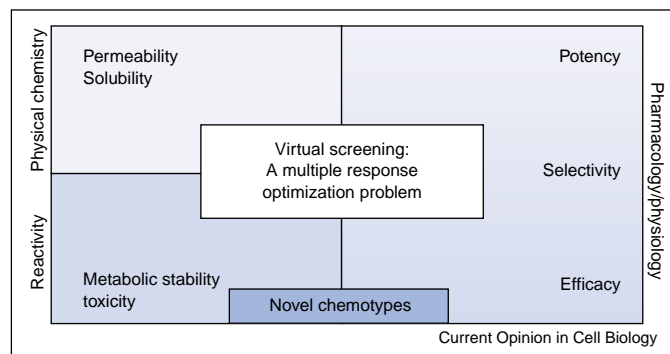 Physical chemistry
Permeability
Solubility
Potency
Virtual screening:
A multiple response
optimization problem
Selectivity
Pharmacology/physiology
Reactivity
Metabolic stability
toxicity
Novel chemotypes
Efficacy
Current Opinion in Cell Biology